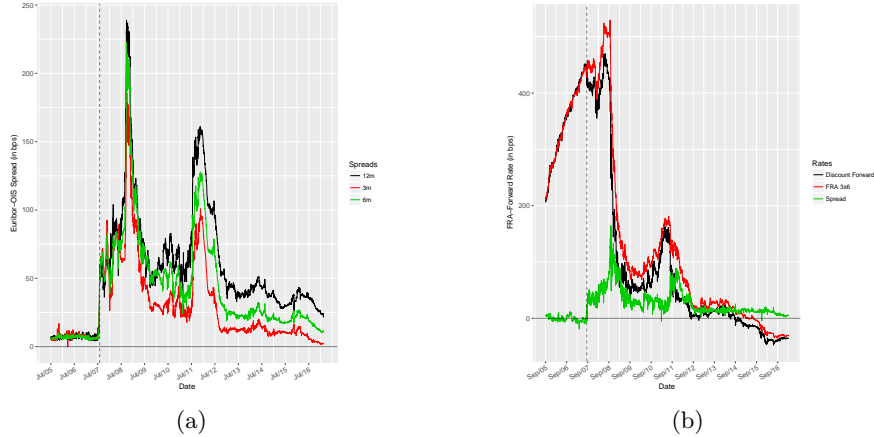 250
200
150
100
50
0
Euribor−OIS Spread (in bps)
Jul/05
Jul/06
Jul/07
Jul/08
Jul/09
Jul/10
Jul/11
Jul/12
Jul/13
Jul/14
Jul/15
Jul/16
Date
Spreads
12m
3m
6m
(a)
400
200
0
FRA−Forward Rate (in bps)
Sep/05
Sep/06
Sep/07
Sep/08
Sep/09
Sep/10
Sep/11
Sep/12
Sep/13
Sep/14
Sep/15
Sep/16
Date
Rates
Discount Forward
FRA 3x6
Spread
(b)